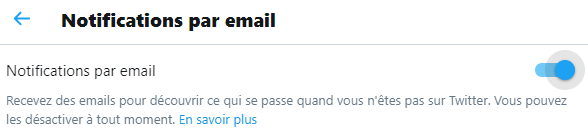 Notifications par email
Notifications par email
Recevez des emails pour découvrir ce qui se passe quand vous n'êtes pas sur Twitter. Vous pouvez
les désactiver à tout moment. En savoir plus